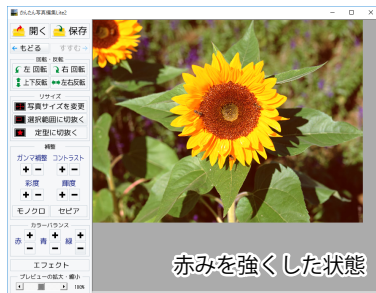 かんたん写真編集Lite2
開く 保存
もどる すすむ
回転・反転
左 回転 右 回転
上下反転 左右反転
リサイズ
写真サイズを変更
選択範囲に切抜く
定型に切抜く
補整
ガンマ補整 コントラスト
+ - + -
彩度 輝度
+ - + -
モノクロ セピア
カラーバランス
赤 + - 青 + - 緑 + -
エフェクト
プレビューの拡大・縮小
100%
赤みを強くした状態